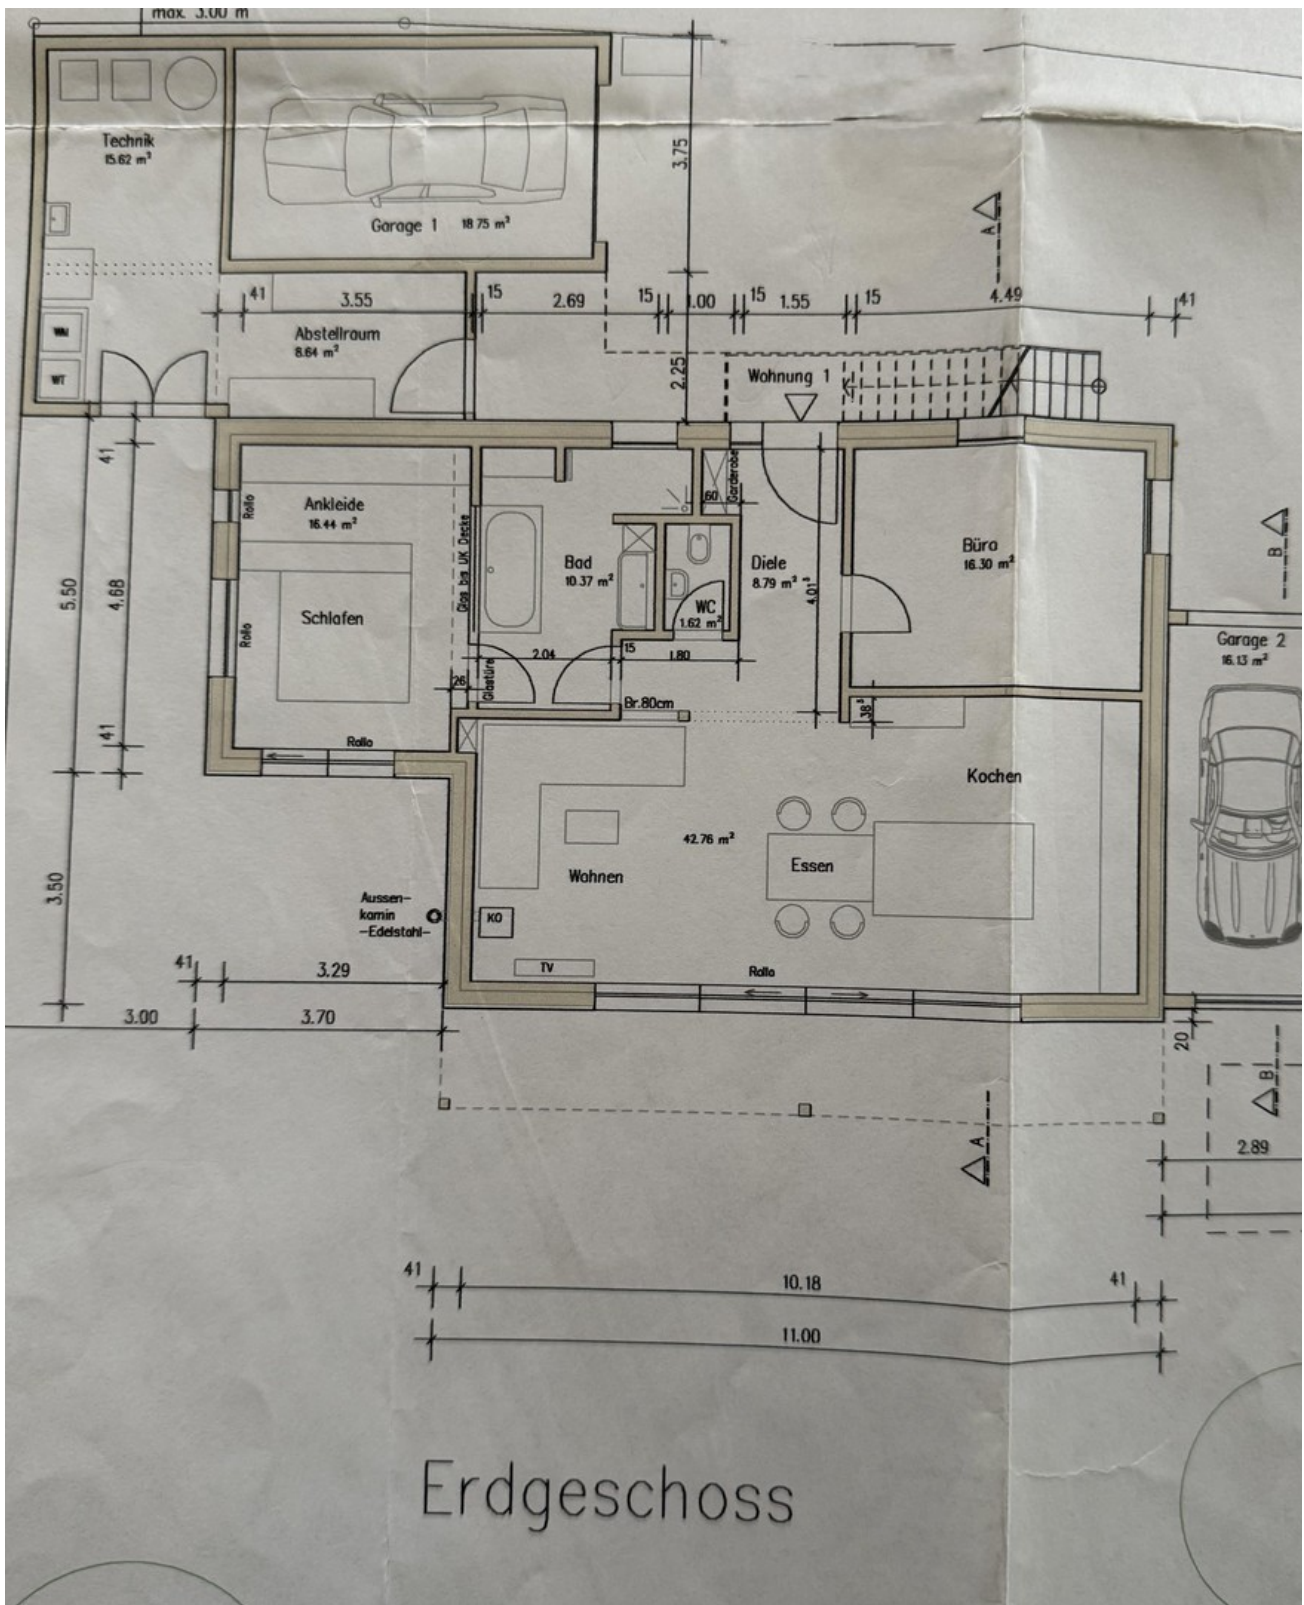 max. 3.00 m
Technik
15.62 m²
3.75
Garage 1 18.75 m²
A
41 3.55 15 2.69 15 1.00 15 1.55 15 4.49 41
Abstellraum
8.64 m²
WM
WT
2.25
Wohnung 1
41
Rollo
Ankleide
16.44 m²
Glas bis UK Decke
60
Garderobe
B
5.50
4.68
Schlafen
Rollo
Bad
10.37 m²
WC
1.62 m²
Diele
8.79 m²
4.01⁵
Büro
16.30 m²
Garage 2
16.13 m²
2.04
15
1.80
26
Glastüre
Br.80cm
38⁵
41
Rollo
Kochen
42.76 m²
Wohnen
Essen
3.50
Aussen-
kamin
-Edelstahl-
KO
TV
Rollo
41 3.29
3.00 3.70
20
B
A
2.89
41 10.18 41
11.00
Erdgeschoss